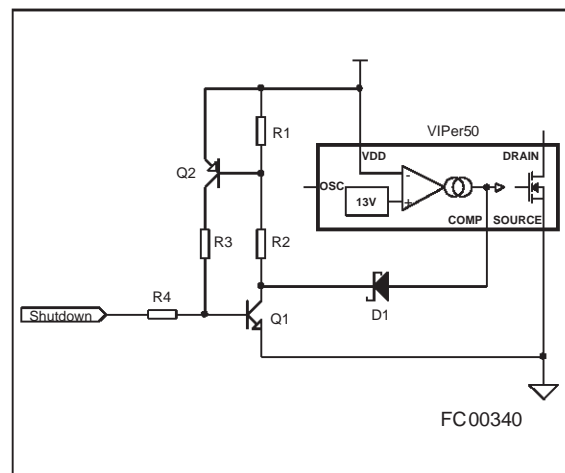 R1
VIPer50
VDD
DRAIN
Q2
OSC
-
13V
+
COMP
SOURCE
R3
R2
R4
Shutdown
Q1
D1
FC00340